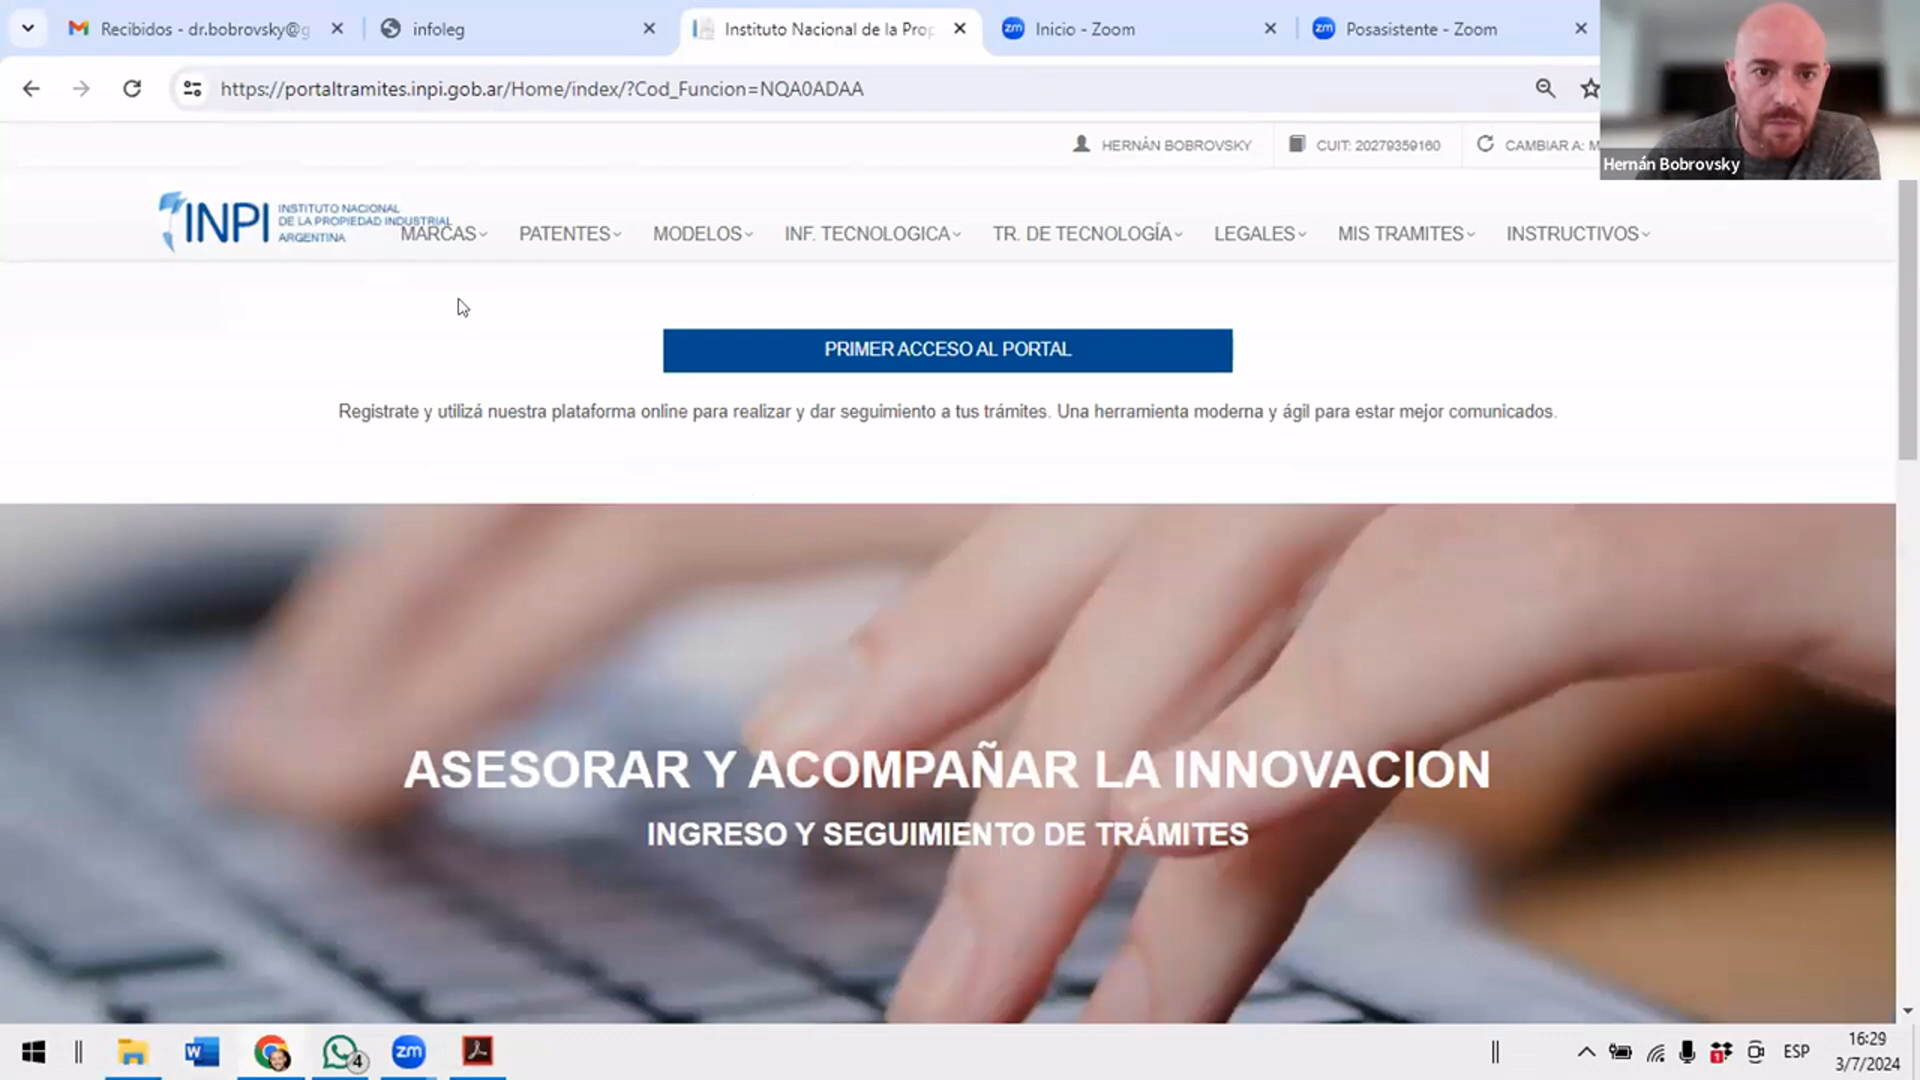 Recibidos - dr.bobrovsky@g
infoleg
Instituto Nacional de la Prop
Inicio - Zoom
Posasistente - Zoom
https://portaltramites.inpi.gob.ar/Home/index/?Cod_Funcion=NQA0ADAA
HERNÁN BOBROVSKY
CUIT: 20279359160
CAMBIAR A: M
Hernán Bobrovsky
INPI
INSTITUTO NACIONAL
DE LA PROPIEDAD INDUSTRIAL
ARGENTINA
MARCAS
PATENTES
MODELOS
INF. TECNOLOGICA
TR. DE TECNOLOGÍA
LEGALES
MIS TRAMITES
INSTRUCTIVOS
PRIMER ACCESO AL PORTAL
Registrate y utilizá nuestra plataforma online para realizar y dar seguimiento a tus trámites. Una herramienta moderna y ágil para estar mejor comunicados.
ASESORAR Y ACOMPAÑAR LA INNOVACION
INGRESO Y SEGUIMIENTO DE TRÁMITES
W
4
zm
1
ESP
16:29
3/7/2024